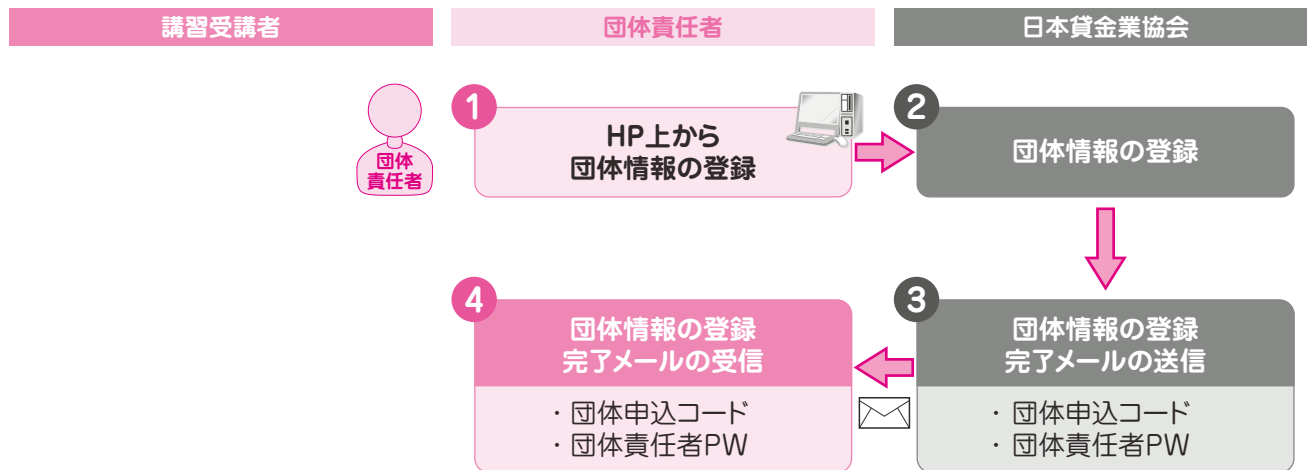 講習受講者
団体責任者
日本貸金業協会
団体
責任者
1
HP上から
団体情報の登録
2
団体情報の登録
4
団体情報の登録
完了メールの受信
・団体申込コード
・団体責任者PW
3
団体情報の登録
完了メールの送信
・団体申込コード
・団体責任者PW